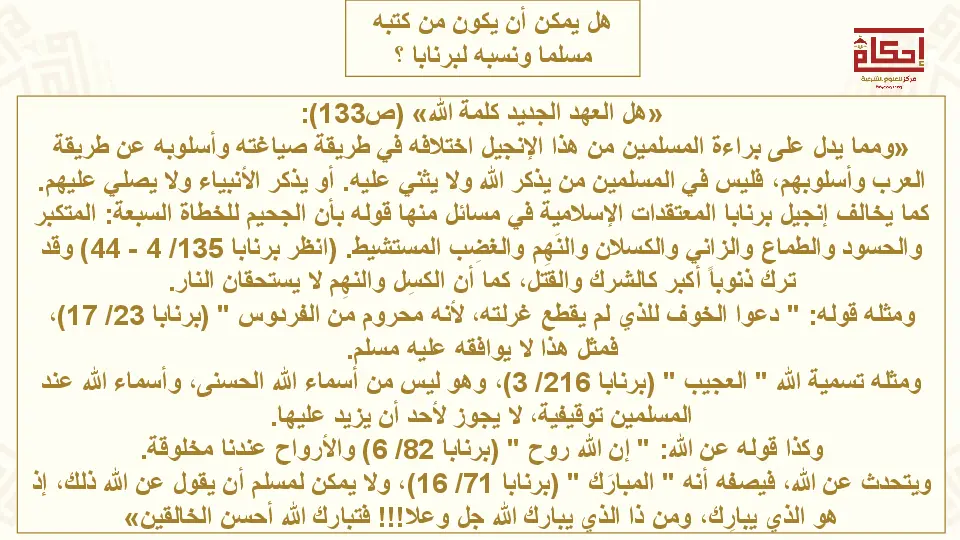 هل يمكن أن يكون من كتبه
مسلما ونسبه لبرنابا ؟
إحكام
مركز للعلوم الشرعية
«هل العهد الجديد كلمة الله» (ص133):
«ومما يدل على براءة المسلمين من هذا الإنجيل اختلافه في طريقة صياغته وأسلوبه عن طريقة
العرب وأسلوبهم، فليس في المسلمين من يذكر الله ولا يثني عليه. أو يذكر الأنبياء ولا يصلي عليهم.
كما يخالف إنجيل برنابا المعتقدات الإسلامية في مسائل منها قوله بأن الجحيم للخطاة السبعة: المتكبر
والحسود والطماع والزاني والكسلان والنَهِم والغضِب المستشيط. (انظر برنابا 135/ 4 - 44) وقد
ترك ذنوباً أكبر كالشرك والقتل، كما أن الكسِل والنهِم لا يستحقان النار.
ومثله قوله: " دعوا الخوف للذي لم يقطع غرلته، لأنه محروم من الفردوس " (برنابا 23/ 17)،
فمثل هذا لا يوافقه عليه مسلم.
ومثله تسمية الله " العجيب " (برنابا 216/ 3)، وهو ليس من أسماء الله الحسنى، وأسماء الله عند
المسلمين توقيفية، لا يجوز لأحد أن يزيد عليها.
وكذا قوله عن الله: " إن الله روح " (برنابا 82/ 6) والأرواح عندنا مخلوقة.
ويتحدث عن الله، فيصفه أنه " المبارَك " (برنابا 71/ 16)، ولا يمكن لمسلم أن يقول عن الله ذلك، إذ
هو الذي يبارِك، ومن ذا الذي يبارك الله جل وعلا!!! فتبارك الله أحسن الخالقين»